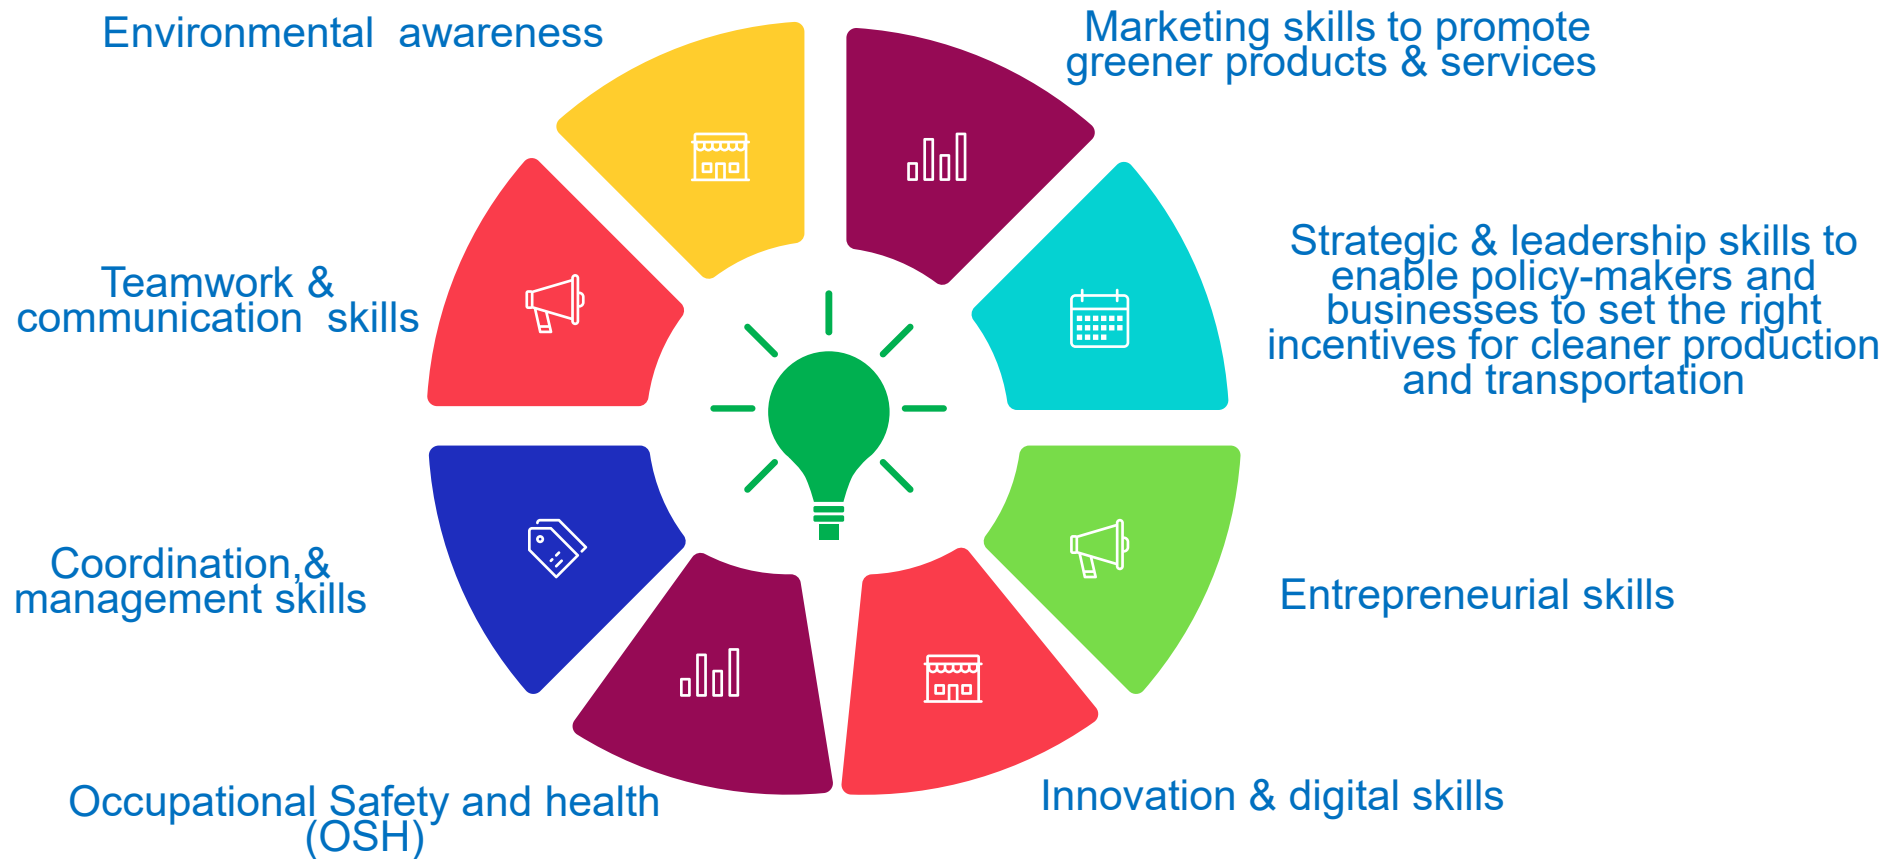 Environmental  awareness
Marketing skills to promote
greener products & services
Strategic & leadership skills to
enable policy-makers and
businesses to set the right
incentives for cleaner production
and transportation
Teamwork &
communication  skills
Coordination,&
management skills
Entrepreneurial skills
Occupational Safety and health
(OSH)
Innovation & digital skills